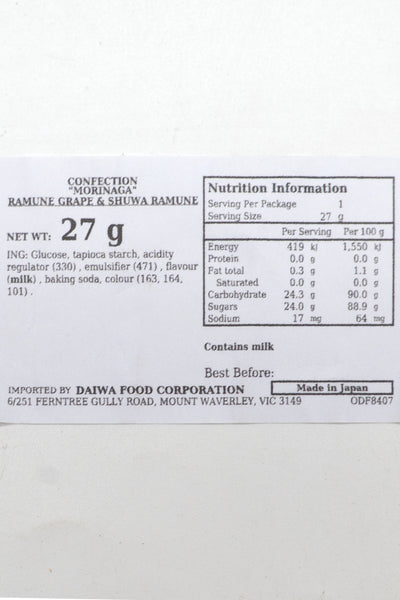 CONFECTION
"MORINAGA"
RAMUNE GRAPE & SHUWA RAMUNE
NET WT: 27 g
ING: Glucose, tapioca starch, acidity
regulator (330) , emulsifier (471) , flavour
(milk) , baking soda, colour (163, 164,
101) .
Nutrition Information
Serving Per Package 1
Serving Size 27 g
Per Serving Per 100 g
Energy 419 kJ 1,550 kJ
Protein 0.0 g 0.0 g
Fat total 0.3 g 1.1 g
Saturated 0.0 g 0.0 g
Carbohydrate 24.3 g 90.0 g
Sugars 24.0 g 88.9 g
Sodium 17 mg 64 mg
Contains milk
Best Before:
IMPORTED BY DAIWA FOOD CORPORATION Made in Japan
6/251 FERNTREE GULLY ROAD, MOUNT WAVERLEY, VIC 3149 ODF8407